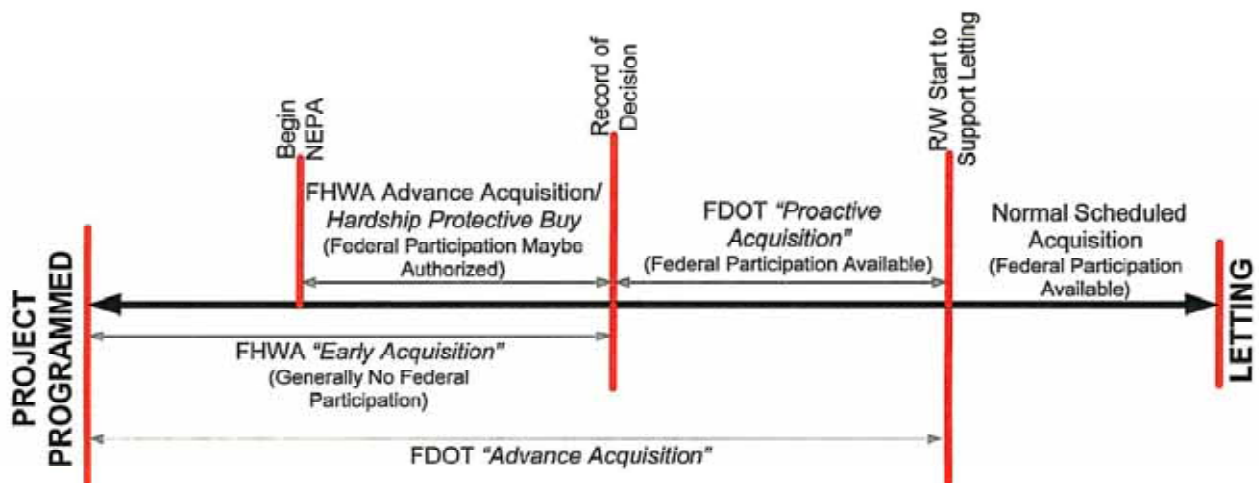 Begin
NEPA
Record of
Decision
R/W Start to
Support Letting
FHWA Advance Acquisition/
Hardship Protective Buy
(Federal Participation Maybe
Authorized)
FDOT "Proactive
Acquisition"
(Federal Participation Available)
Normal Scheduled
Acquisition
(Federal Participation
Available)
PROJECT
PROGRAMMED
LETTING
FHWA "Early Acquisition"
(Generally No Federal
Participation)
FDOT "Advance Acquisition"